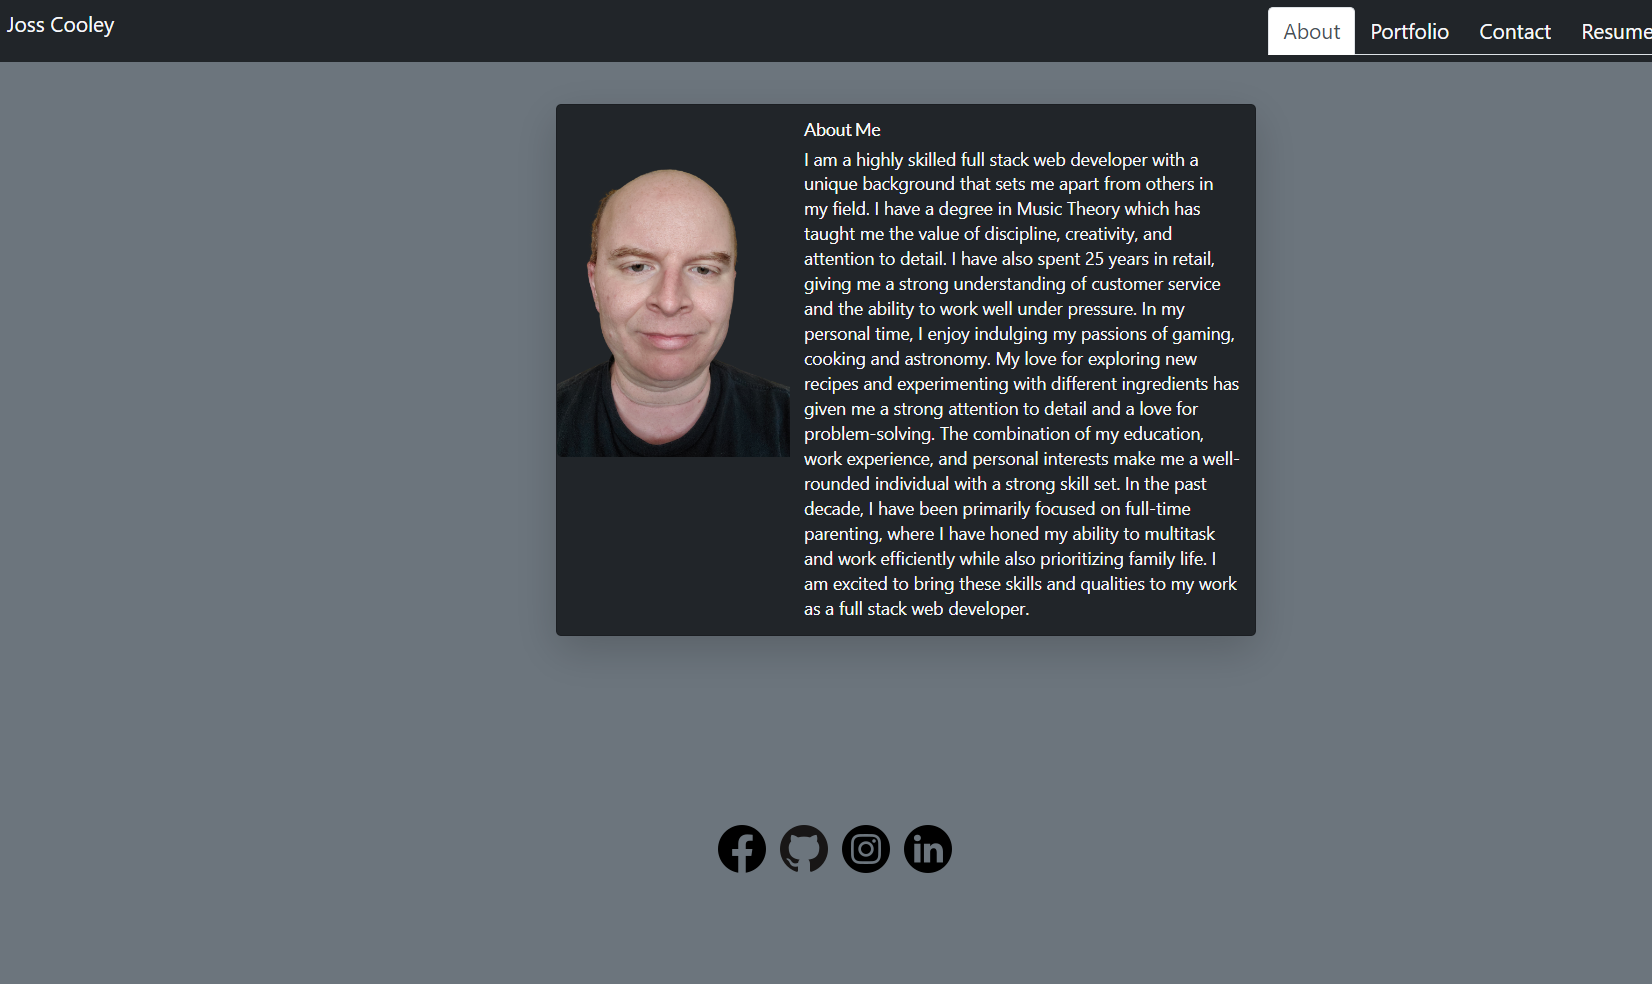 Joss Cooley
About Portfolio Contact Resume
About Me
I am a highly skilled full stack web developer with a
unique background that sets me apart from others in
my field. I have a degree in Music Theory which has
taught me the value of discipline, creativity, and
attention to detail. I have also spent 25 years in retail,
giving me a strong understanding of customer service
and the ability to work well under pressure. In my
personal time, I enjoy indulging my passions of gaming,
cooking and astronomy. My love for exploring new
recipes and experimenting with different ingredients has
given me a strong attention to detail and a love for
problem-solving. The combination of my education,
work experience, and personal interests make me a well-
rounded individual with a strong skill set. In the past
decade, I have been primarily focused on full-time
parenting, where I have honed my ability to multitask
and work efficiently while also prioritizing family life. I
am excited to bring these skills and qualities to my work
as a full stack web developer.